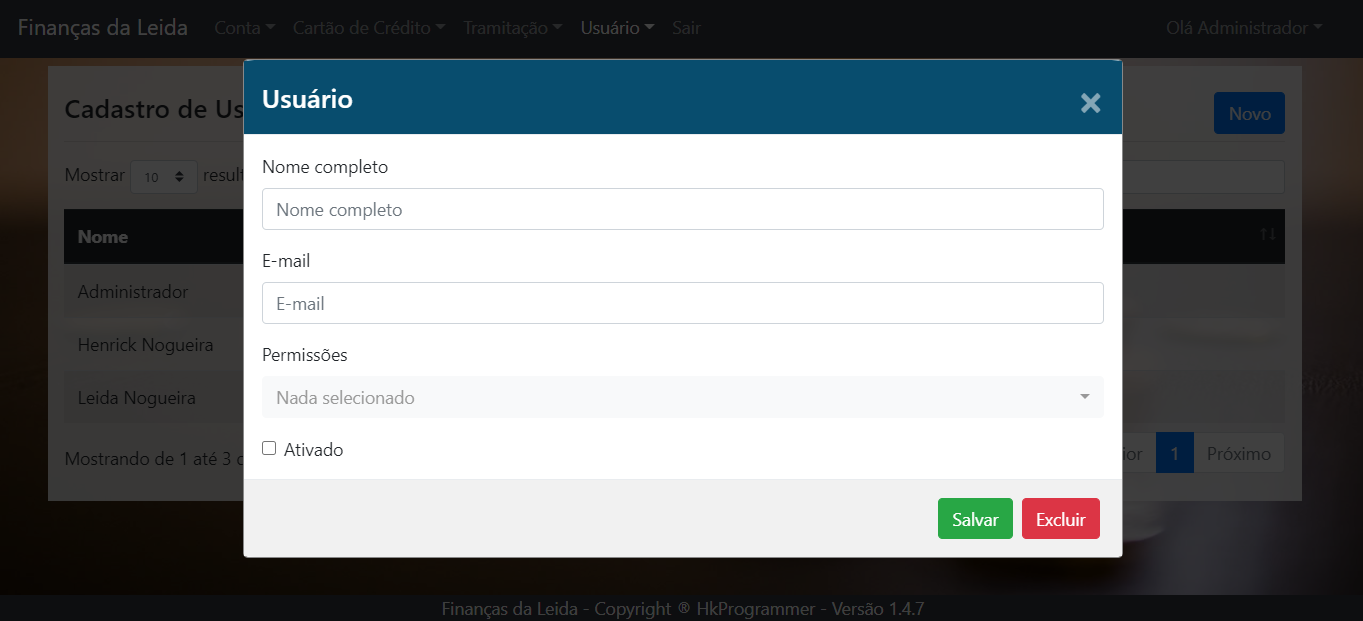 Finanças da Leida Conta Cartão de Crédito Tramitação Usuário Sair Olá Administrador
Usuário ×
Cadastro de Us
Novo
Nome completo
Mostrar 10 result
Nome completo
Nome
E-mail
Administrador
E-mail
Henrick Nogueira
Permissões
Leida Nogueira
Nada selecionado
Ativado
Mostrando de 1 até 3 ior 1 Próximo
Salvar Excluir
Finanças da Leida - Copyright ® HkProgrammer - Versão 1.4.7